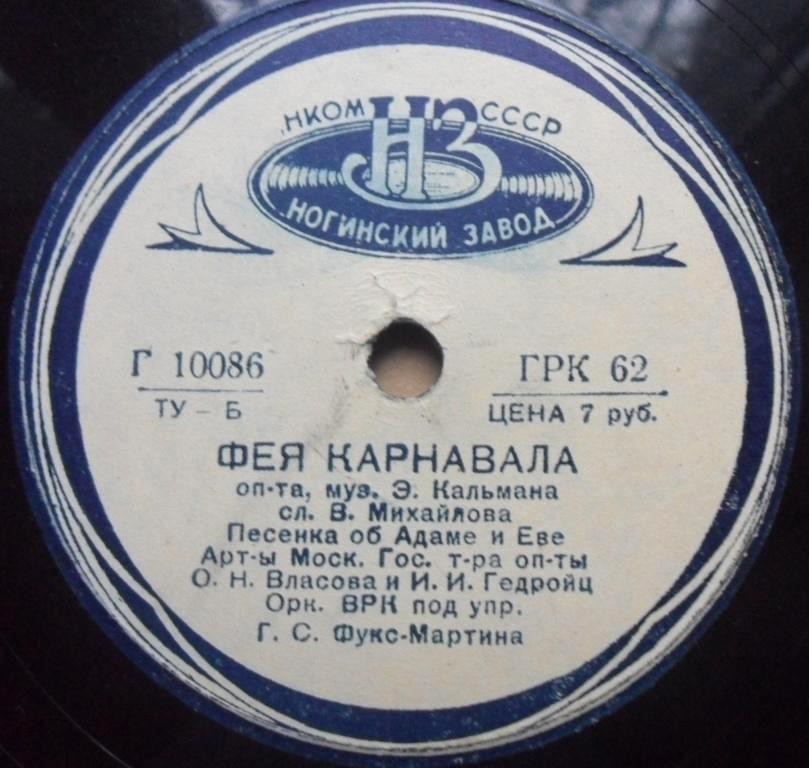 НКОМ НЗ СССР
НОГИНСКИЙ ЗАВОД
Г 10086 ГРК 62
ТУ – Б ЦЕНА 7 руб.
ФЕЯ КАРНАВАЛА
оп-та, муз. Э. Кальмана
сл. В. Михайлова
Песенка об Адаме и Еве
Арт-ы Моск. Гос. т-ра оп-ты
О. Н. Власова и И. И. Гедройц
Орк. ВРК под упр.
Г. С. Фукс-Мартина